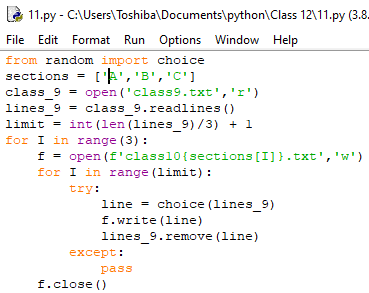 11.py - C:\Users\Toshiba\Documents\python\Class 12\11.py (3.8.
File Edit Format Run Options Window Help
from random import choice
sections = ['A','B','C']
class_9 = open('class9.txt','r')
lines_9 = class_9.readlines()
limit = int(len(lines_9)/3) + 1
for I in range(3):
    f = open(f'class10{sections[I]}.txt','w')
    for I in range(limit):
        try:
            line = choice(lines_9)
            f.write(line)
            lines_9.remove(line)
        except:
            pass
    f.close()